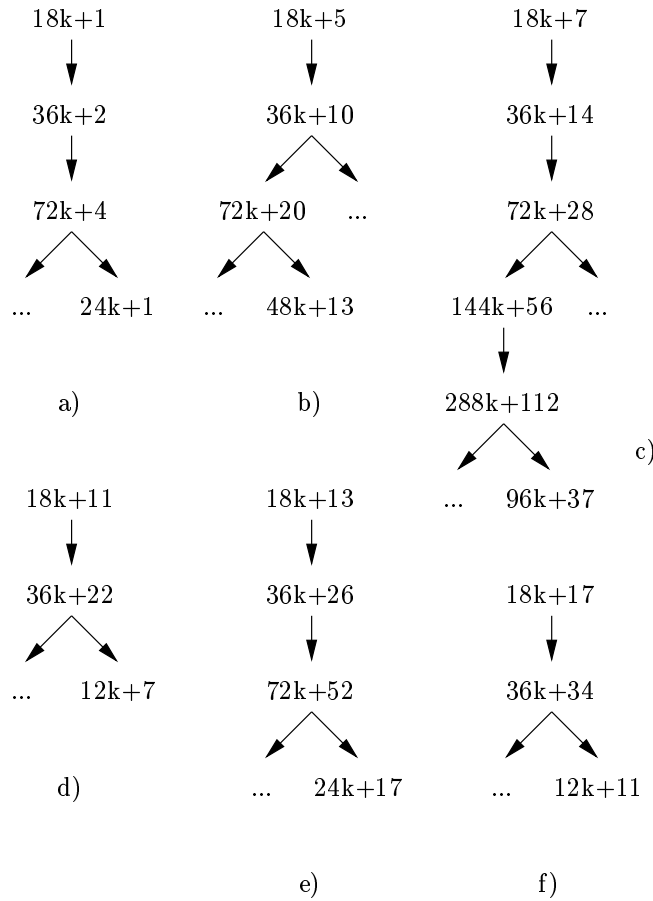 18k+1 18k+5 18k+7
36k+2 36k+10 36k+14
72k+4 72k+20 ... 72k+28
... 24k+1 ... 48k+13 144k+56 ...
a) b) 288k+112
c)
18k+11 18k+13 ... 96k+37
36k+22 36k+26 18k+17
... 12k+7 72k+52 36k+34
d) ... 24k+17 ... 12k+11
e) f)